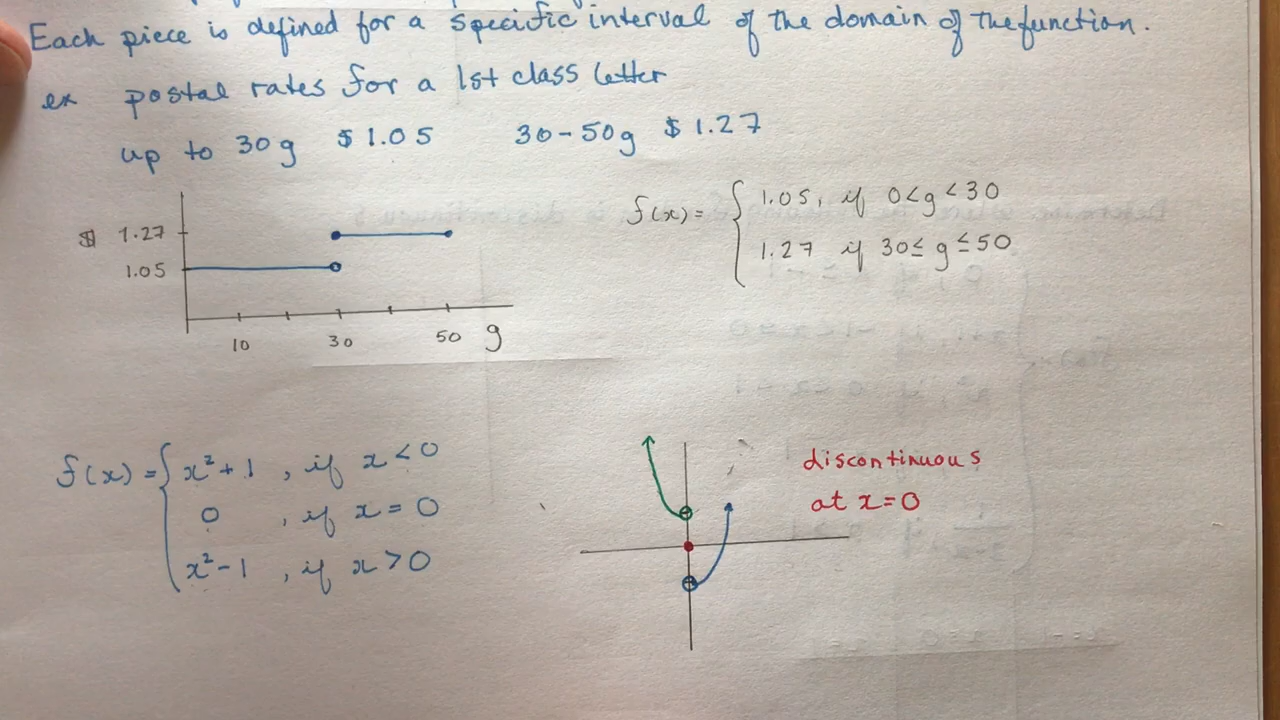 Each piece is defined for a specific interval of the domain of the function.
ex postal rates for a 1st class letter
up to 30g $1.05 30-50g $1.27
f(x)= { 1.05, if 0<g<30
1.27 if 30≤ g ≤50
$ 1.27
1.05
10 30 50 g
f(x) = { x²+1 , if x<0
0 , if x=0
x²-1 , if x>0
discontinuous
at x=0